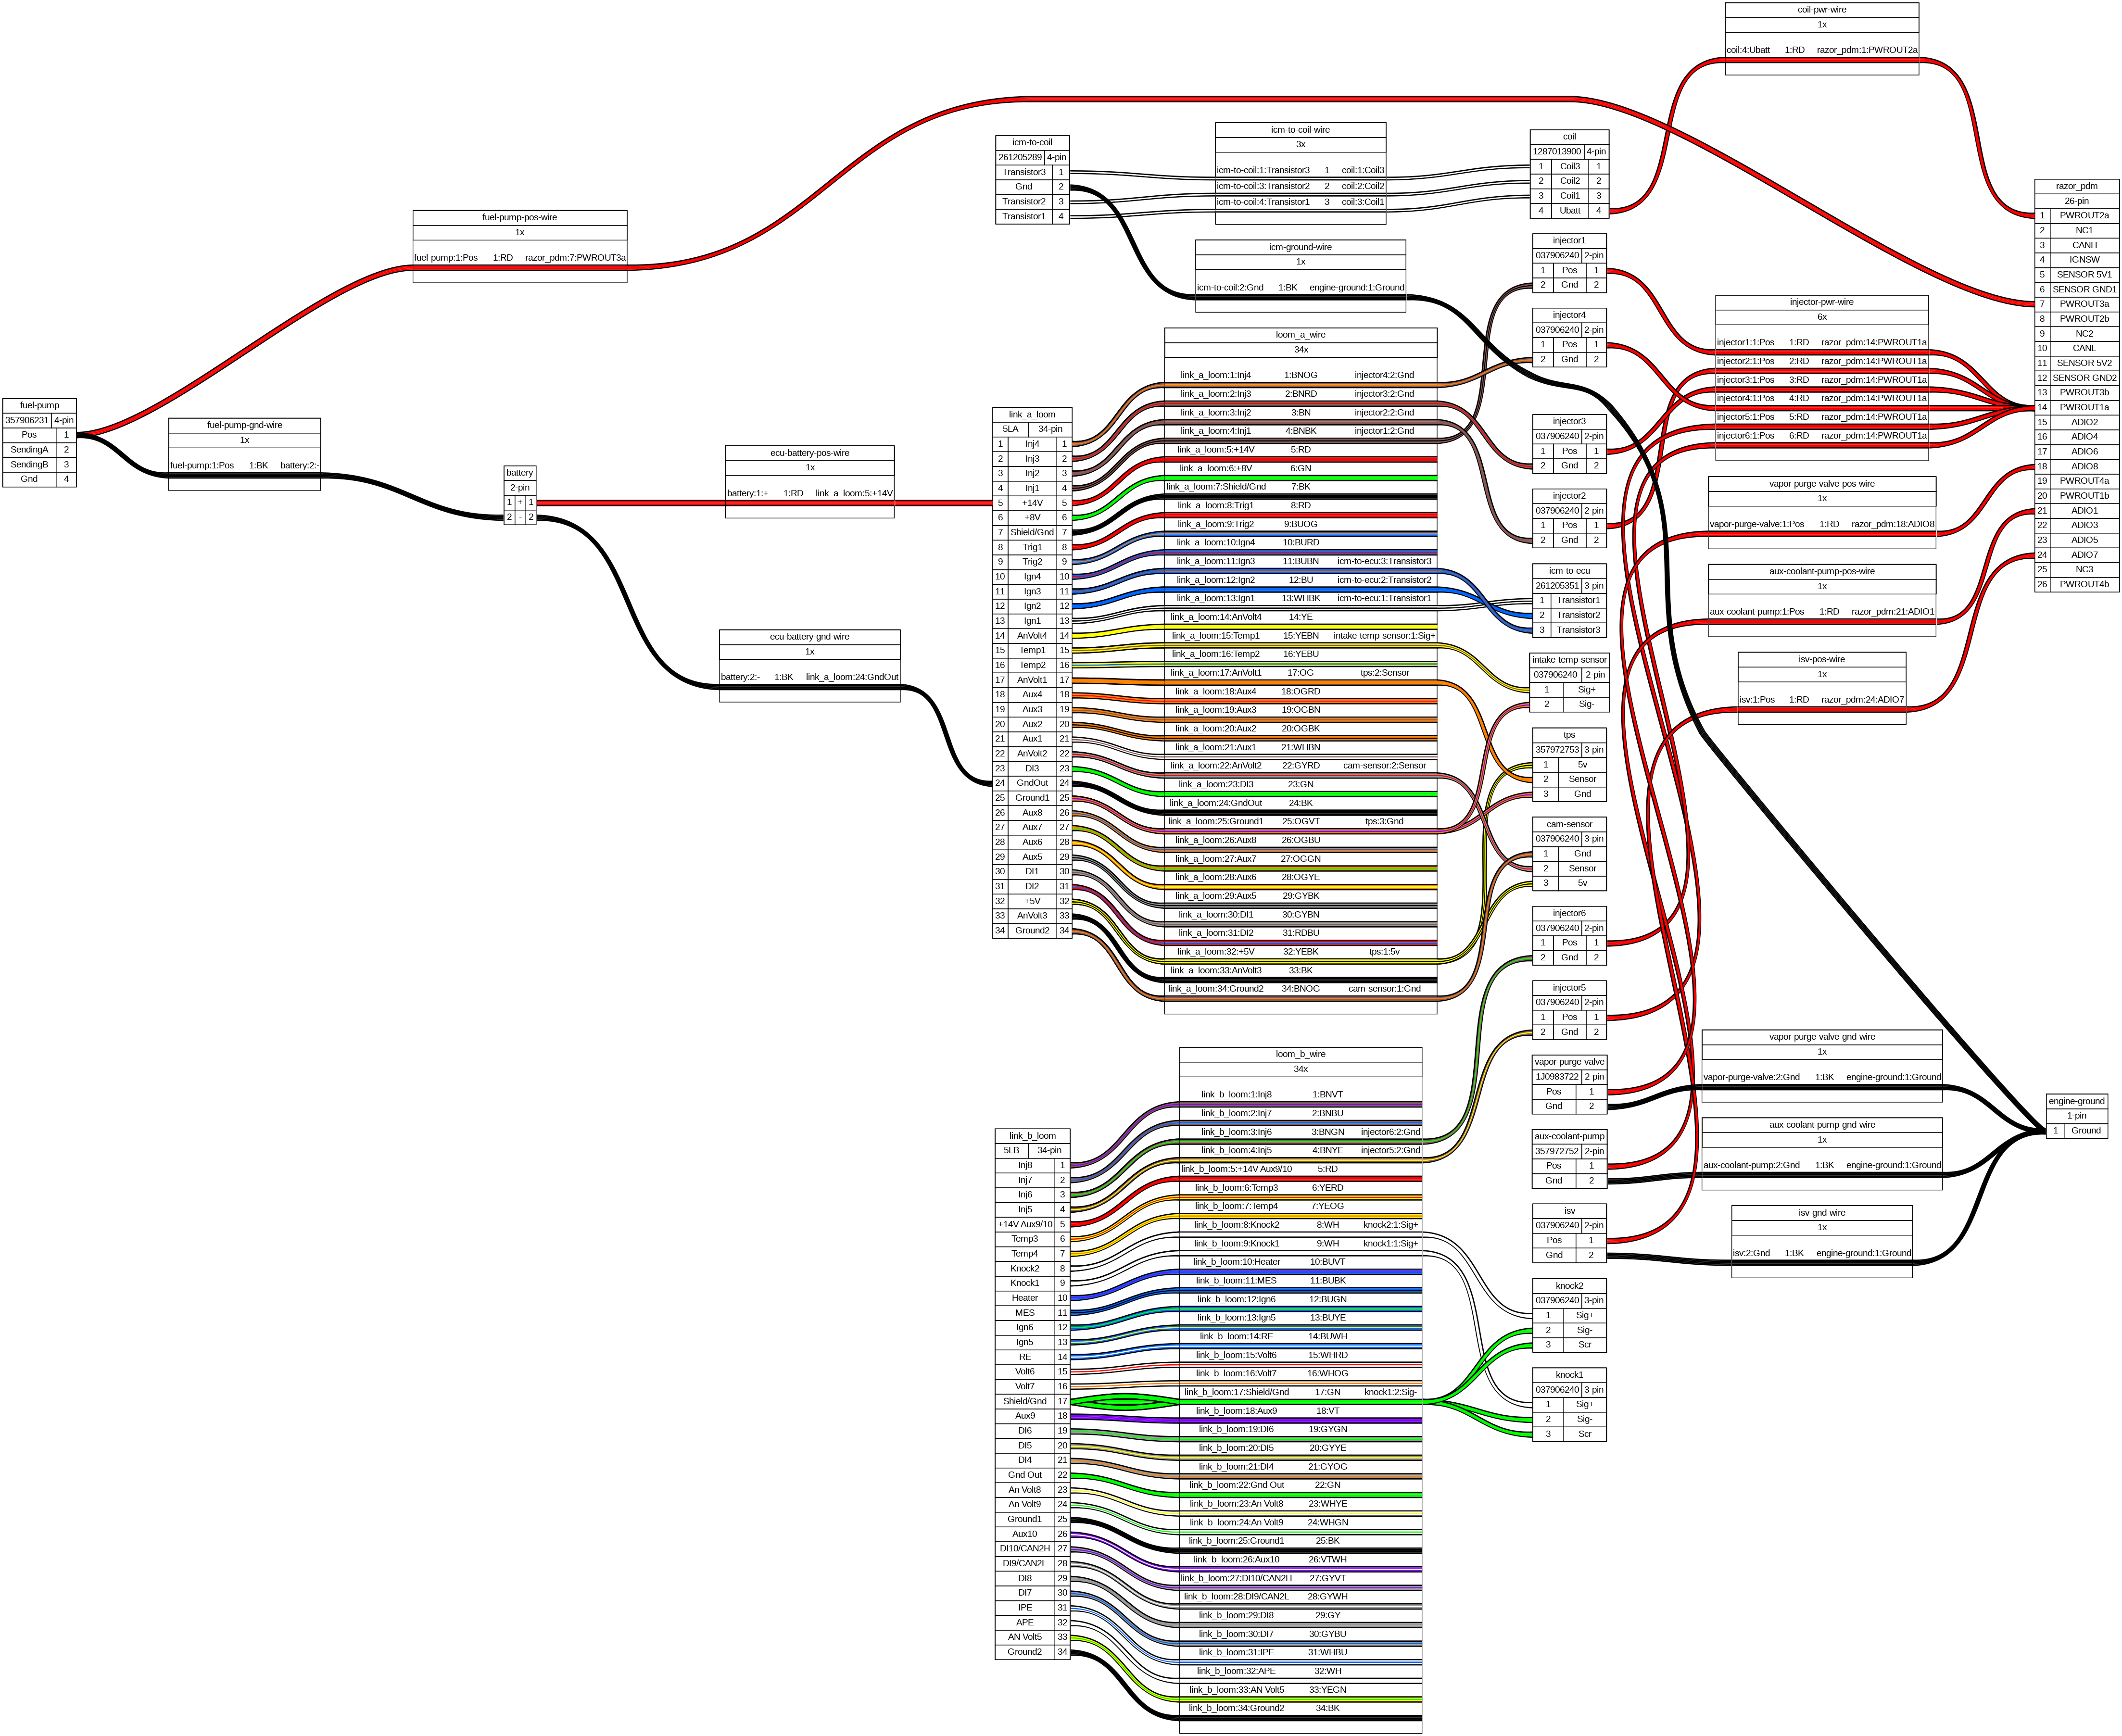 coil-pwr-wire
1x
coil:4:Ubatt 1:RD razor_pdm:1:PWROUT2a
icm-to-coil
261205289 4-pin
Transistor3 1
Gnd 2
Transistor2 3
Transistor1 4
icm-to-coil-wire
3x
icm-to-coil:1:Transistor3 1 coil:1:Coil3
icm-to-coil:3:Transistor2 2 coil:2:Coil2
icm-to-coil:4:Transistor1 3 coil:3:Coil1
coil
1287013900 4-pin
1 Coil3 1
2 Coil2 2
3 Coil1 3
4 Ubatt 4
razor_pdm
26-pin
1 PWROUT2a
2 NC1
3 CANH
4 IGNSW
5 SENSOR 5V1
6 SENSOR GND1
7 PWROUT3a
8 PWROUT2b
9 NC2
10 CANL
11 SENSOR 5V2
12 SENSOR GND2
13 PWROUT3b
14 PWROUT1a
15 ADIO2
16 ADIO4
17 ADIO6
18 ADIO8
19 PWROUT4a
20 PWROUT1b
21 ADIO1
22 ADIO3
23 ADIO5
24 ADIO7
25 NC3
26 PWROUT4b
fuel-pump-pos-wire
1x
fuel-pump:1:Pos 1:RD razor_pdm:7:PWROUT3a
icm-ground-wire
1x
icm-to-coil:2:Gnd 1:BK engine-ground:1:Ground
injector1
037906240 2-pin
1 Pos 1
2 Gnd 2
injector4
037906240 2-pin
1 Pos 1
2 Gnd 2
injector-pwr-wire
6x
injector1:1:Pos 1:RD razor_pdm:14:PWROUT1a
injector2:1:Pos 2:RD razor_pdm:14:PWROUT1a
injector3:1:Pos 3:RD razor_pdm:14:PWROUT1a
injector4:1:Pos 4:RD razor_pdm:14:PWROUT1a
injector5:1:Pos 5:RD razor_pdm:14:PWROUT1a
injector6:1:Pos 6:RD razor_pdm:14:PWROUT1a
fuel-pump
357906231 4-pin
Pos 1
SendingA 2
SendingB 3
Gnd 4
fuel-pump-gnd-wire
1x
fuel-pump:1:Pos 1:BK battery:2:-
battery
2-pin
1 + 1
2 - 2
ecu-battery-pos-wire
1x
battery:1:+ 1:RD link_a_loom:5:+14V
ecu-battery-gnd-wire
1x
battery:2:- 1:BK link_a_loom:24:GndOut
link_a_loom
5LA 34-pin
1 Inj4 1
2 Inj3 2
3 Inj2 3
4 Inj1 4
5 +14V 5
6 +8V 6
7 Shield/Gnd 7
8 Trig1 8
9 Trig2 9
10 Ign4 10
11 Ign3 11
12 Ign2 12
13 Ign1 13
14 AnVolt4 14
15 Temp1 15
16 Temp2 16
17 AnVolt1 17
18 Aux4 18
19 Aux3 19
20 Aux2 20
21 Aux1 21
22 AnVolt2 22
23 DI3 23
24 GndOut 24
25 Ground1 25
26 Aux8 26
27 Aux7 27
28 Aux6 28
29 Aux5 29
30 DI1 30
31 DI2 31
32 +5V 32
33 AnVolt3 33
34 Ground2 34
loom_a_wire
34x
link_a_loom:1:Inj4 1:BNOG injector4:2:Gnd
link_a_loom:2:Inj3 2:BNRD injector3:2:Gnd
link_a_loom:3:Inj2 3:BN injector2:2:Gnd
link_a_loom:4:Inj1 4:BNBK injector1:2:Gnd
link_a_loom:5:+14V 5:RD
link_a_loom:6:+8V 6:GN
link_a_loom:7:Shield/Gnd 7:BK
link_a_loom:8:Trig1 8:RD
link_a_loom:9:Trig2 9:BUOG
link_a_loom:10:Ign4 10:BURD
link_a_loom:11:Ign3 11:BUBN icm-to-ecu:3:Transistor3
link_a_loom:12:Ign2 12:BU icm-to-ecu:2:Transistor2
link_a_loom:13:Ign1 13:WHBK icm-to-ecu:1:Transistor1
link_a_loom:14:AnVolt4 14:YE
link_a_loom:15:Temp1 15:YEBN intake-temp-sensor:1:Sig+
link_a_loom:16:Temp2 16:YEBU
link_a_loom:17:AnVolt1 17:OG tps:2:Sensor
link_a_loom:18:Aux4 18:OGRD
link_a_loom:19:Aux3 19:OGBN
link_a_loom:20:Aux2 20:OGBK
link_a_loom:21:Aux1 21:WHBN
link_a_loom:22:AnVolt2 22:GYRD cam-sensor:2:Sensor
link_a_loom:23:DI3 23:GN
link_a_loom:24:GndOut 24:BK
link_a_loom:25:Ground1 25:OGVT tps:3:Gnd
link_a_loom:26:Aux8 26:OGBU
link_a_loom:27:Aux7 27:OGGN
link_a_loom:28:Aux6 28:OGYE
link_a_loom:29:Aux5 29:GYBK
link_a_loom:30:DI1 30:GYBN
link_a_loom:31:DI2 31:RDBU
link_a_loom:32:+5V 32:YEBK tps:1:5v
link_a_loom:33:AnVolt3 33:BK
link_a_loom:34:Ground2 34:BNOG cam-sensor:1:Gnd
injector3
037906240 2-pin
1 Pos 1
2 Gnd 2
injector2
037906240 2-pin
1 Pos 1
2 Gnd 2
icm-to-ecu
261205351 3-pin
1 Transistor1
2 Transistor2
3 Transistor3
intake-temp-sensor
037906240 2-pin
1 Sig+
2 Sig-
tps
357972753 3-pin
1 5v
2 Sensor
3 Gnd
cam-sensor
037906240 3-pin
1 Gnd
2 Sensor
3 5v
injector6
037906240 2-pin
1 Pos 1
2 Gnd 2
injector5
037906240 2-pin
1 Pos 1
2 Gnd 2
vapor-purge-valve
1J0983722 2-pin
Pos 1
Gnd 2
aux-coolant-pump
357972752 2-pin
Pos 1
Gnd 2
isv
037906240 2-pin
Pos 1
Gnd 2
knock2
037906240 3-pin
1 Sig+
2 Sig-
3 Scr
knock1
037906240 3-pin
1 Sig+
2 Sig-
3 Scr
vapor-purge-valve-pos-wire
1x
vapor-purge-valve:1:Pos 1:RD razor_pdm:18:ADIO8
aux-coolant-pump-pos-wire
1x
aux-coolant-pump:1:Pos 1:RD razor_pdm:21:ADIO1
isv-pos-wire
1x
isv:1:Pos 1:RD razor_pdm:24:ADIO7
vapor-purge-valve-gnd-wire
1x
vapor-purge-valve:2:Gnd 1:BK engine-ground:1:Ground
aux-coolant-pump-gnd-wire
1x
aux-coolant-pump:2:Gnd 1:BK engine-ground:1:Ground
isv-gnd-wire
1x
isv:2:Gnd 1:BK engine-ground:1:Ground
engine-ground
1-pin
1 Ground
link_b_loom
5LB 34-pin
Inj8 1
Inj7 2
Inj6 3
Inj5 4
+14V Aux9/10 5
Temp3 6
Temp4 7
Knock2 8
Knock1 9
Heater 10
MES 11
Ign6 12
Ign5 13
RE 14
Volt6 15
Volt7 16
Shield/Gnd 17
Aux9 18
DI6 19
DI5 20
DI4 21
Gnd Out 22
An Volt8 23
An Volt9 24
Ground1 25
Aux10 26
DI10/CAN2H 27
DI9/CAN2L 28
DI8 29
DI7 30
IPE 31
APE 32
AN Volt5 33
Ground2 34
loom_b_wire
34x
link_b_loom:1:Inj8 1:BNVT
link_b_loom:2:Inj7 2:BNBU
link_b_loom:3:Inj6 3:BNGN injector6:2:Gnd
link_b_loom:4:Inj5 4:BNYE injector5:2:Gnd
link_b_loom:5:+14V Aux9/10 5:RD
link_b_loom:6:Temp3 6:YERD
link_b_loom:7:Temp4 7:YEOG
link_b_loom:8:Knock2 8:WH knock2:1:Sig+
link_b_loom:9:Knock1 9:WH knock1:1:Sig+
link_b_loom:10:Heater 10:BUVT
link_b_loom:11:MES 11:BUBK
link_b_loom:12:Ign6 12:BUGN
link_b_loom:13:Ign5 13:BUYE
link_b_loom:14:RE 14:BUWH
link_b_loom:15:Volt6 15:WHRD
link_b_loom:16:Volt7 16:WHOG
link_b_loom:17:Shield/Gnd 17:GN knock1:2:Sig-
link_b_loom:18:Aux9 18:VT
link_b_loom:19:DI6 19:GYGN
link_b_loom:20:DI5 20:GYYE
link_b_loom:21:DI4 21:GYOG
link_b_loom:22:Gnd Out 22:GN
link_b_loom:23:An Volt8 23:WHYE
link_b_loom:24:An Volt9 24:WHGN
link_b_loom:25:Ground1 25:BK
link_b_loom:26:Aux10 26:VTWH
link_b_loom:27:DI10/CAN2H 27:GYVT
link_b_loom:28:DI9/CAN2L 28:GYWH
link_b_loom:29:DI8 29:GY
link_b_loom:30:DI7 30:GYBU
link_b_loom:31:IPE 31:WHBU
link_b_loom:32:APE 32:WH
link_b_loom:33:AN Volt5 33:YEGN
link_b_loom:34:Ground2 34:BK